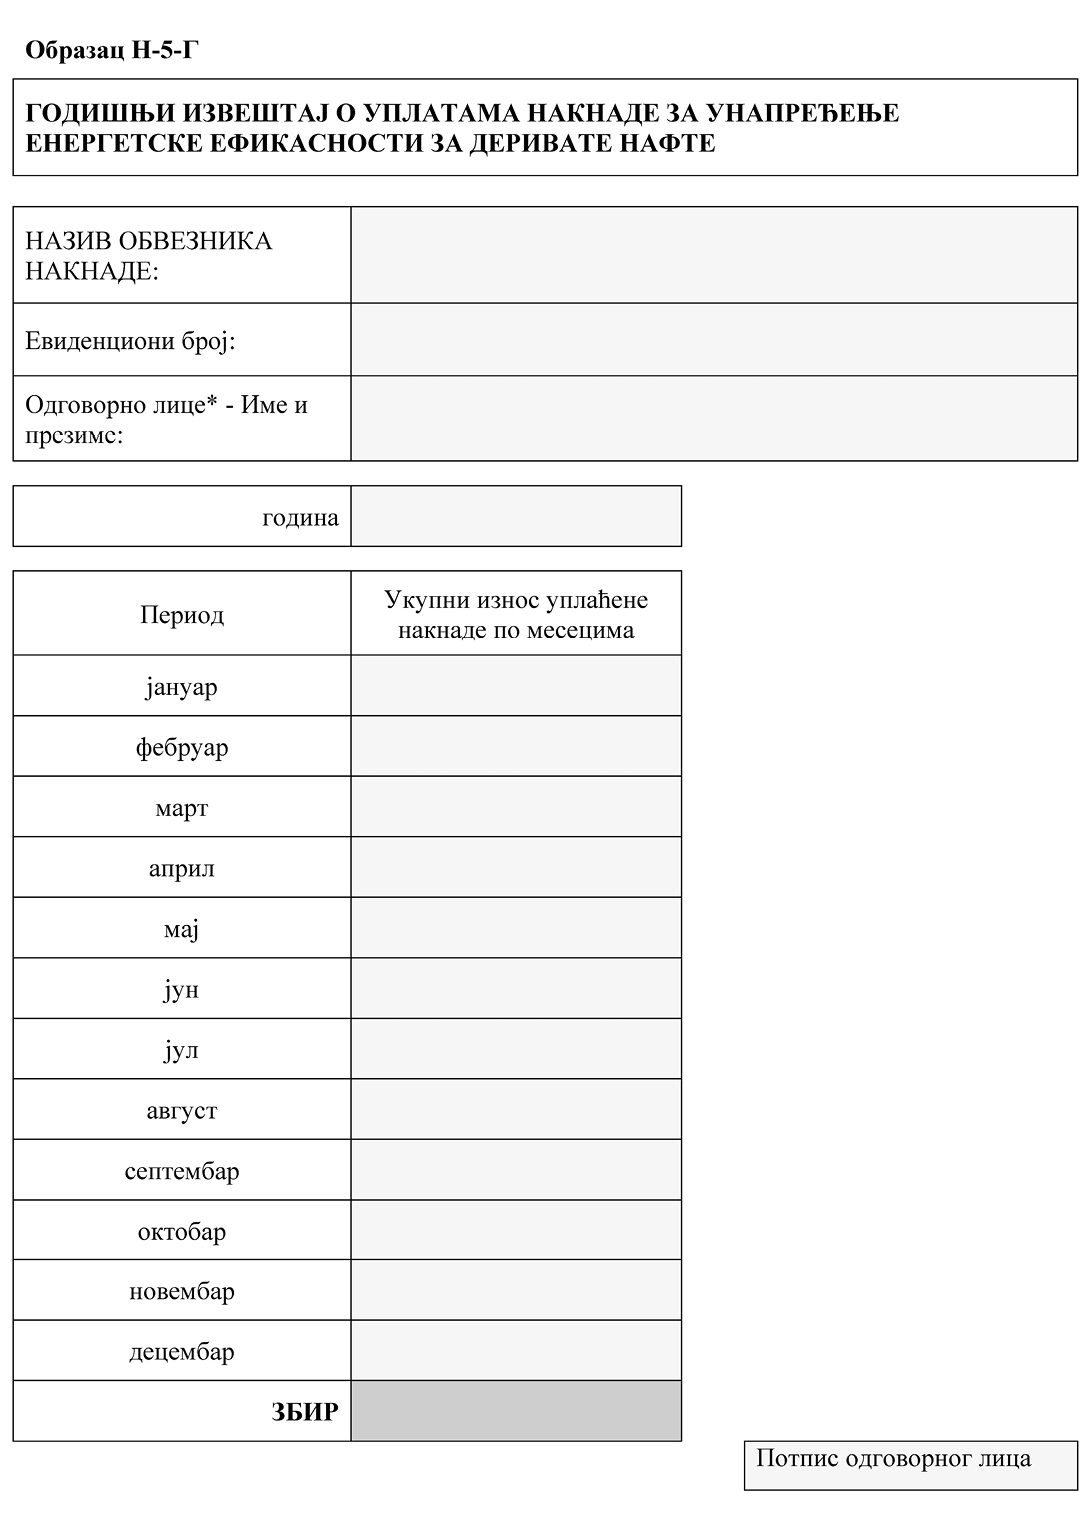 Образац Н-5-Г
ГОДИШЊИ ИЗВЕШТАЈ О УПЛАТАМА НАКНАДЕ ЗА УНАПРЕЂЕЊЕ
ЕНЕРГЕТСКЕ ЕФИКАСНОСТИ ЗА ДЕРИВАТЕ НАФТЕ
НАЗИВ ОБВЕЗНИКА
НАКНАДЕ:
Евиденциони број:
Одговорно лице* - Име и
презиме:
година
Период
Укупни износ уплаћене
накнаде по месецима
јануар
фебруар
март
април
мај
јун
јул
август
септембар
октобар
новембар
децембар
ЗБИР
Потпис одговорног лица